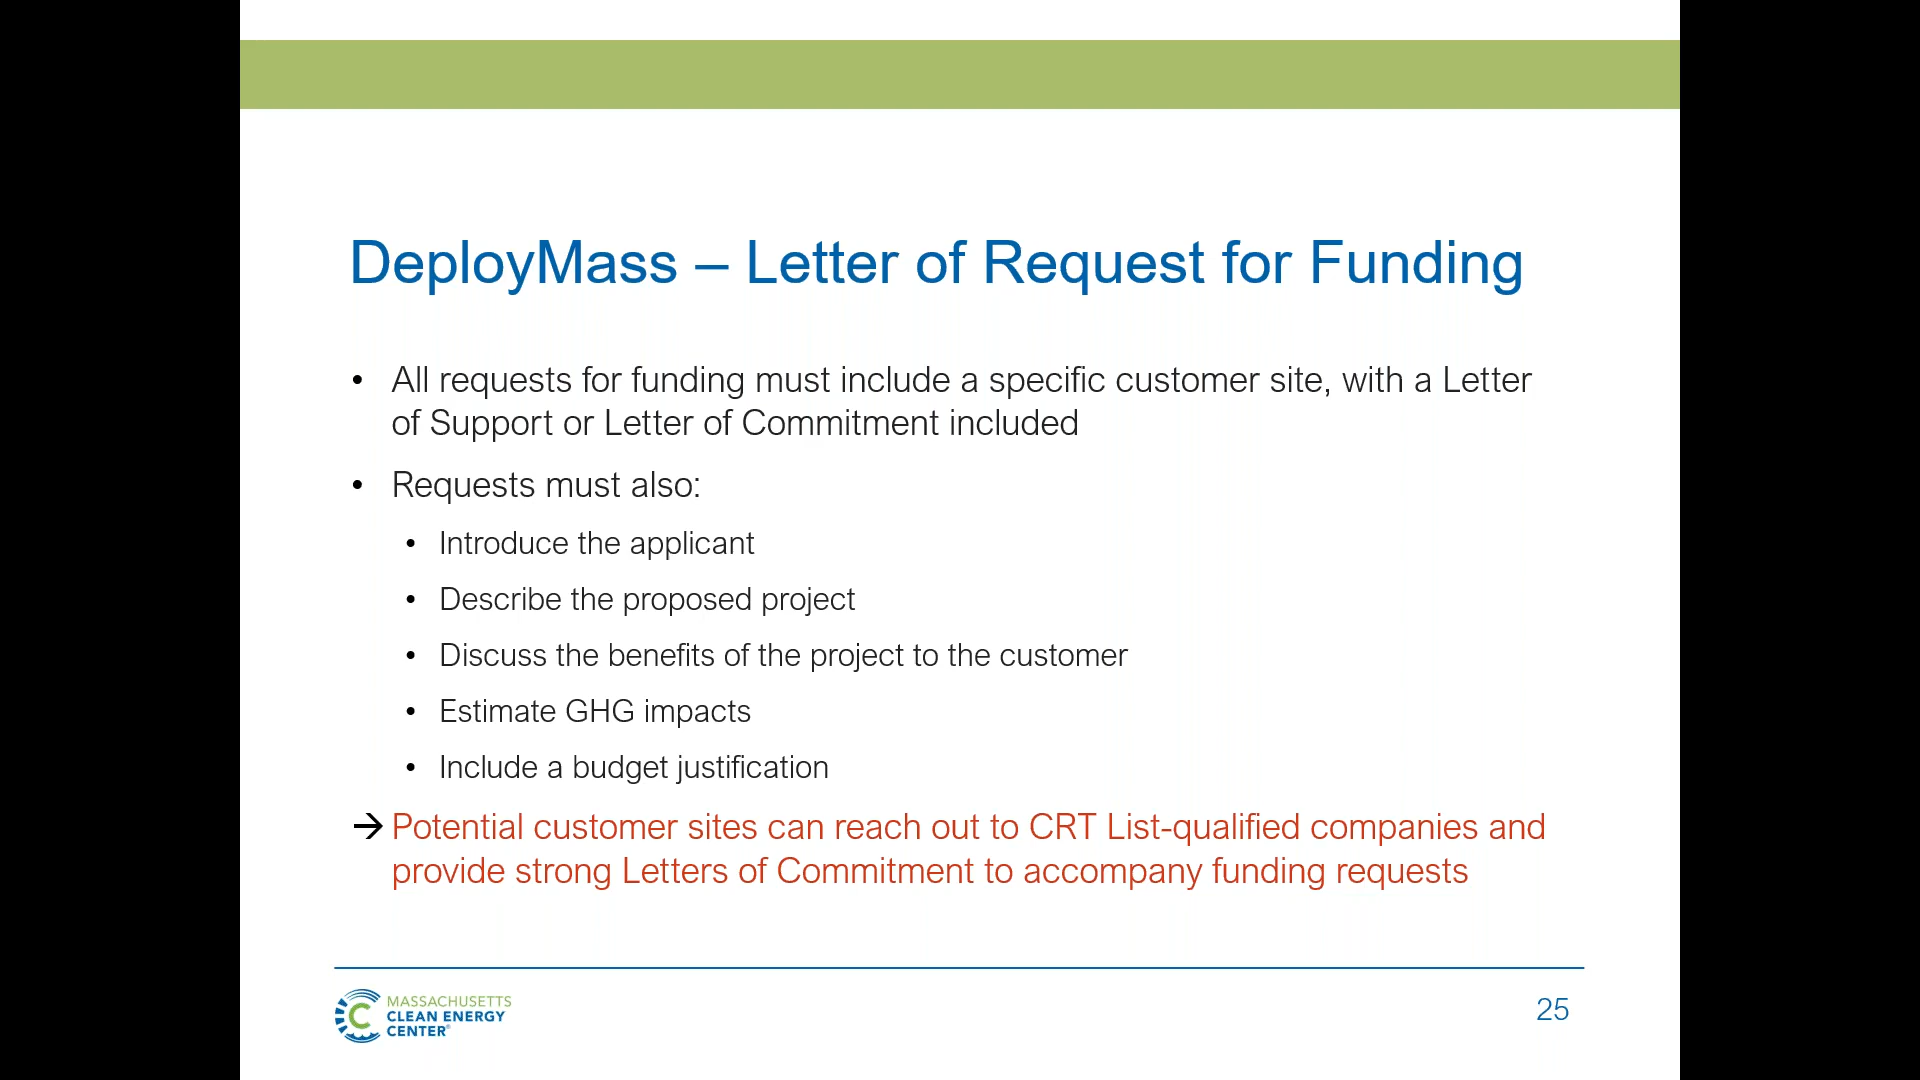 DeployMass – Letter of Request for Funding
• All requests for funding must include a specific customer site, with a Letter
of Support or Letter of Commitment included
• Requests must also:
• Introduce the applicant
• Describe the proposed project
• Discuss the benefits of the project to the customer
• Estimate GHG impacts
• Include a budget justification
→ Potential customer sites can reach out to CRT List-qualified companies and
provide strong Letters of Commitment to accompany funding requests
MASSACHUSETTS
CLEAN ENERGY
CENTER®
25